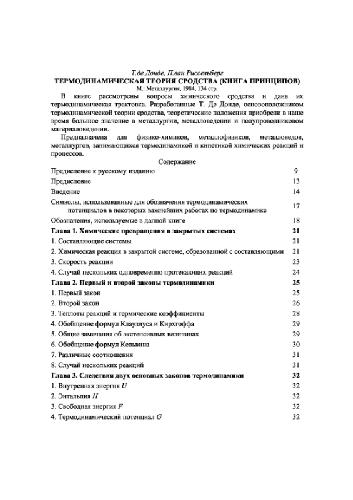 Т.де Донде, П.ван Риссельберг
ТЕРМОДИНАМИЧЕСКАЯ ТЕОРИЯ СРОДСТВА (КНИГА ПРИНЦИПОВ)
М. Металлургия, 1984, 134 стр.
В книге рассмотрены вопросы химического сродства и дана их
термодинамическая трактовка. Разработанные Т. Де Донде, основоположником
термодинамической теории сродства, теоретические положения приобрели в наше
время большое значение в металлургии, металловедении и полупроводниковом
материаловедении.
Предназначена для физико-химиков, металлофизиков, металловедов,
металлургов, занимающихся термодинамикой и кинетикой химических реакций и
процессов.
Содержание
Предисловие к русскому изданию 9
Предисловие 13
Введение 14
Символы, использованные для обозначения термодинамических
потенциалов в некоторых важнейших работах по термодинамике 17
Обозначения, используемые в данной книге 18
Глава 1. Химические превращения в закрытых системах 21
1. Составляющие системы 21
2. Химическая реакция в закрытой системе, образованной с составляющими 21
3. Скорость реакции 23
4. Случай нескольких одновременно протекающих реакций 24
Глава 2. Первый и второй законы термодинамики 25
1. Первый закон 25
2. Второй закон 26
3. Теплоты реакций и термические коэффициенты 28
4. Обобщение формул Клаузиуса и Кирхгоффа 29
5. Общие замечания об экстенсивных величинах 29
6. Обобщение формул Кельвина 30
7. Различные соотношения 31
8. Случай нескольких реакций 31
Глава 3. Следствия двух основных законов термодинамики 32
1. Внутренняя энергия U 32
2. Энтальпия H 32
3. Свободная энергия F 32
4. Термодинамический потенциал G 32